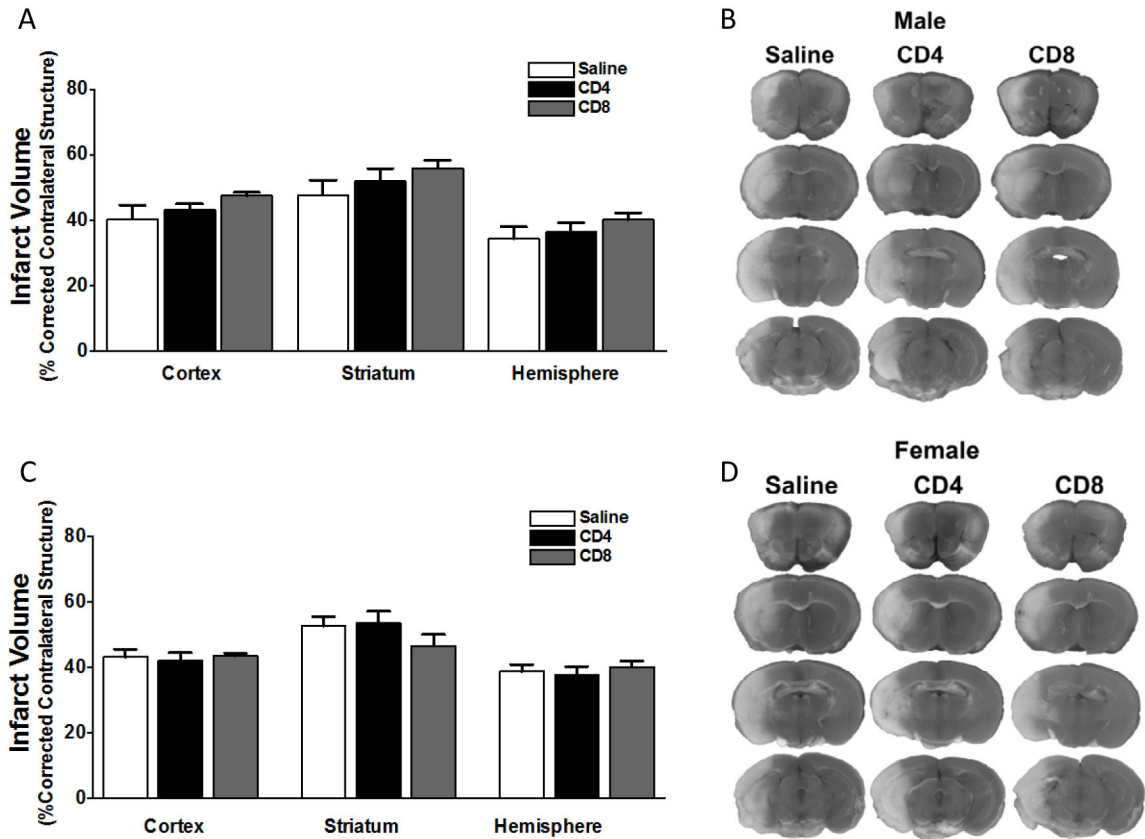 A
Infarct Volume
(% Corrected Contralateral Structure)
80
60
40
20
0
Saline
CD4
CD8
Cortex Striatum Hemisphere
B
Male
Saline CD4 CD8
C
Infarct Volume
(%Corrected Contralateral Structure)
80
60
40
20
0
Saline
CD4
CD8
Cortex Striatum Hemisphere
D
Female
Saline CD4 CD8